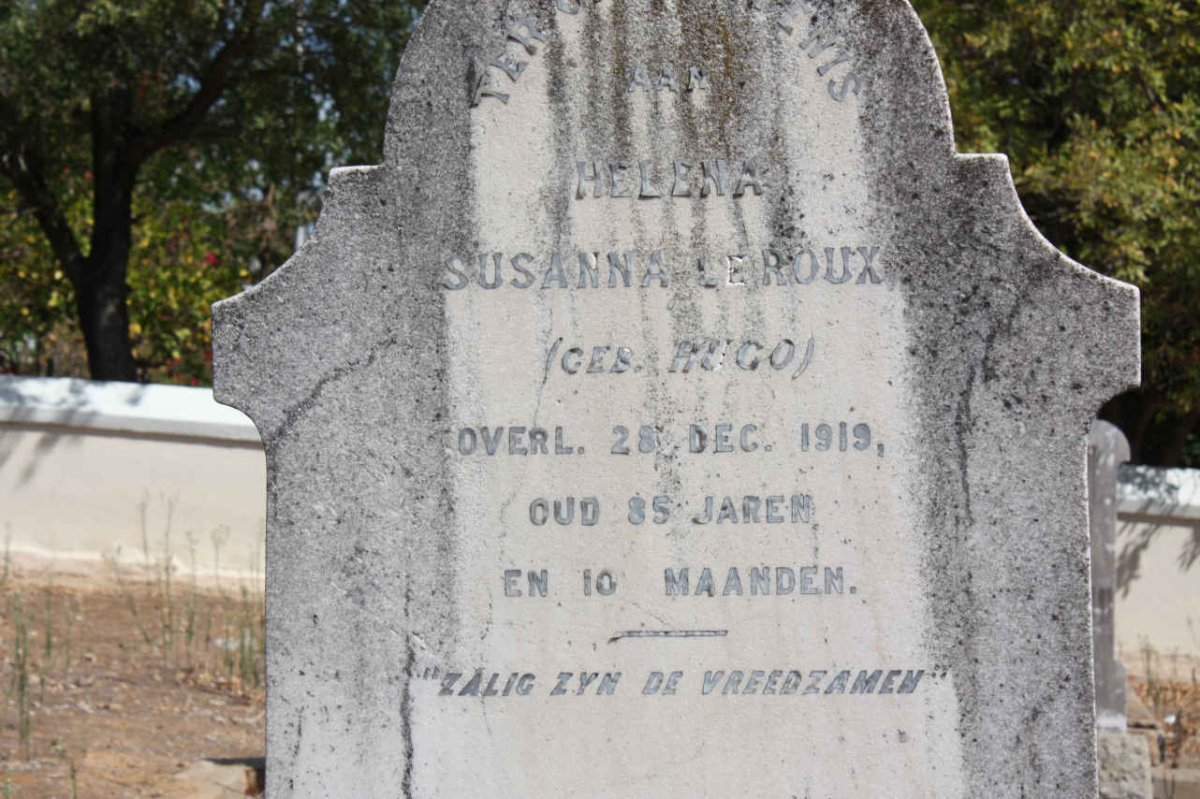 TER
AAN
HELENA
SUSANNA LE ROUX
(GEB. HUGO)
OVERL. 28 DEC. 1919,
OUD 85 JAREN
EN 10 MAANDEN.
"ZALIG ZYN DE VREEDZAMEN"